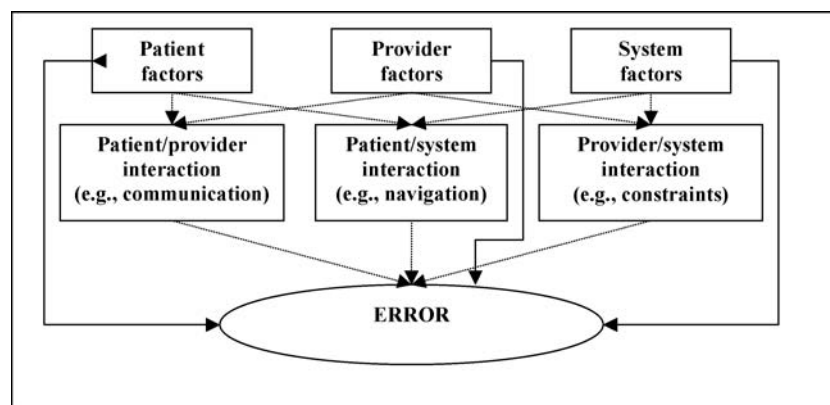 Patient
factors
Provider
factors
System
factors
Patient/provider
interaction
(e.g., communication)
Patient/system
interaction
(e.g., navigation)
Provider/system
interaction
(e.g., constraints)
ERROR